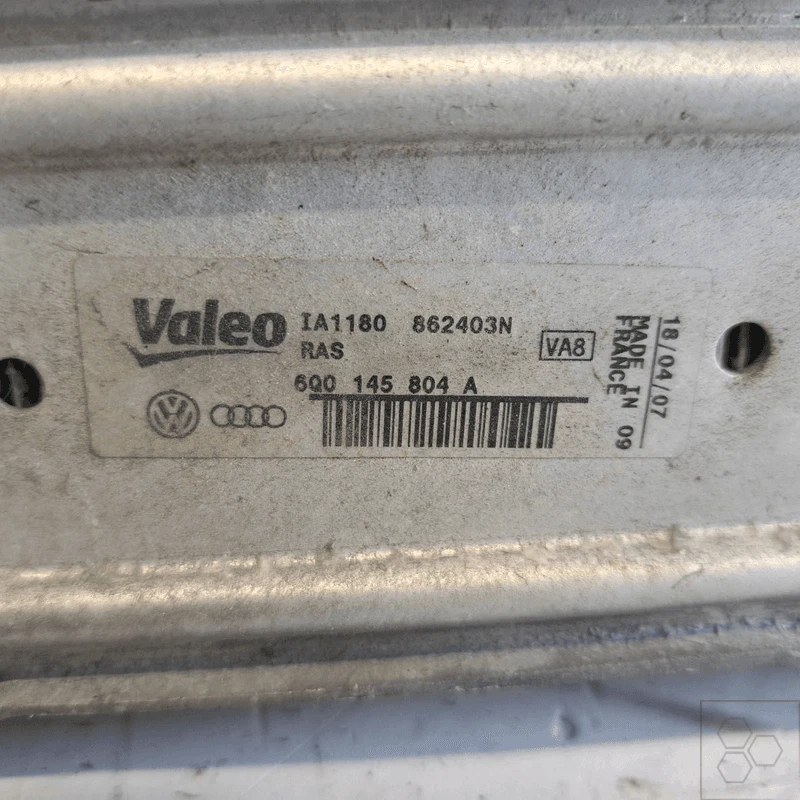 Valeo IA1180 862403N
RAS VA8
6Q0 145 804 A
18/04/07
MADE IN 09
FRANCE